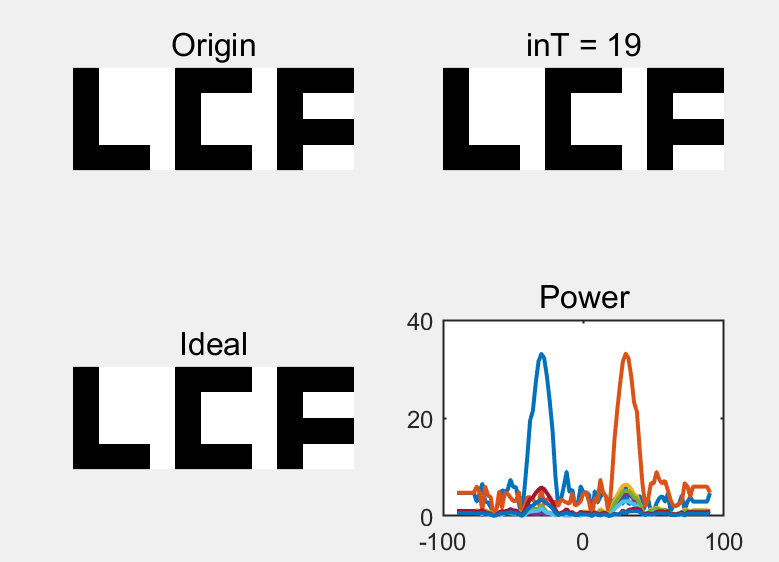 Origin
LCF
inT = 19
LCF
Ideal
LCF
Power
40
20
0
-100 0 100